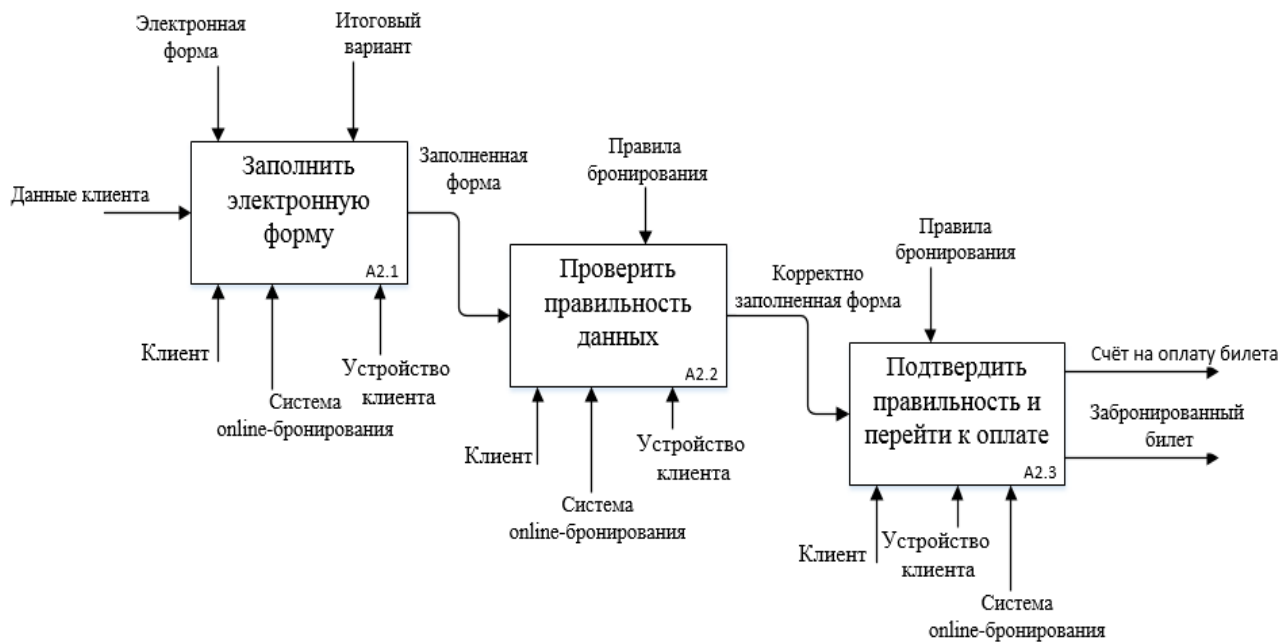 Электронная
форма
Итоговый
вариант
Данные клиента
Заполнить
электронную
форму
A2.1
Заполненная
форма
Клиент
Система
online-бронирования
Устройство
клиента
Правила
бронирования
Проверить
правильность
данных
A2.2
Корректно
заполненная форма
Клиент
Система
online-бронирования
Устройство
клиента
Правила
бронирования
Подтвердить
правильность и
перейти к оплате
A2.3
Счёт на оплату билета
Забронированный
билет
Клиент
Устройство
клиента
Система
online-бронирования